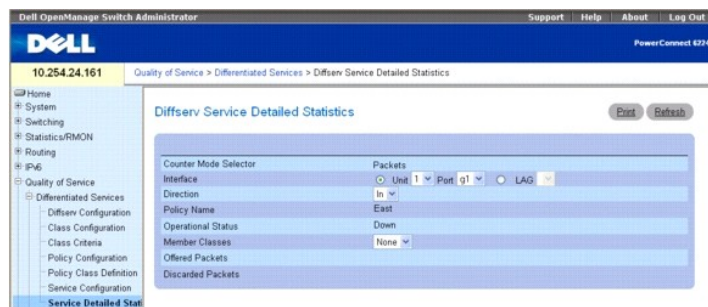 Dell OpenManage Switch Administrator
Support Help About Log Out
DELL
PowerConnect 6224
10.254.24.161
Quality of Service > Differentiated Services > Diffserv Service Detailed Statistics
Home
System
Switching
Statistics/RMON
Routing
IPv6
Quality of Service
Differentiated Services
Diffserv Configuration
Class Configuration
Class Criteria
Policy Configuration
Policy Class Definition
Service Configuration
Service Detailed Stati
Diffserv Service Detailed Statistics
Print Refresh
Counter Mode Selector Packets
Interface Unit 1 Port g1 LAG
Direction In
Policy Name East
Operational Status Down
Member Classes None
Offered Packets
Discarded Packets